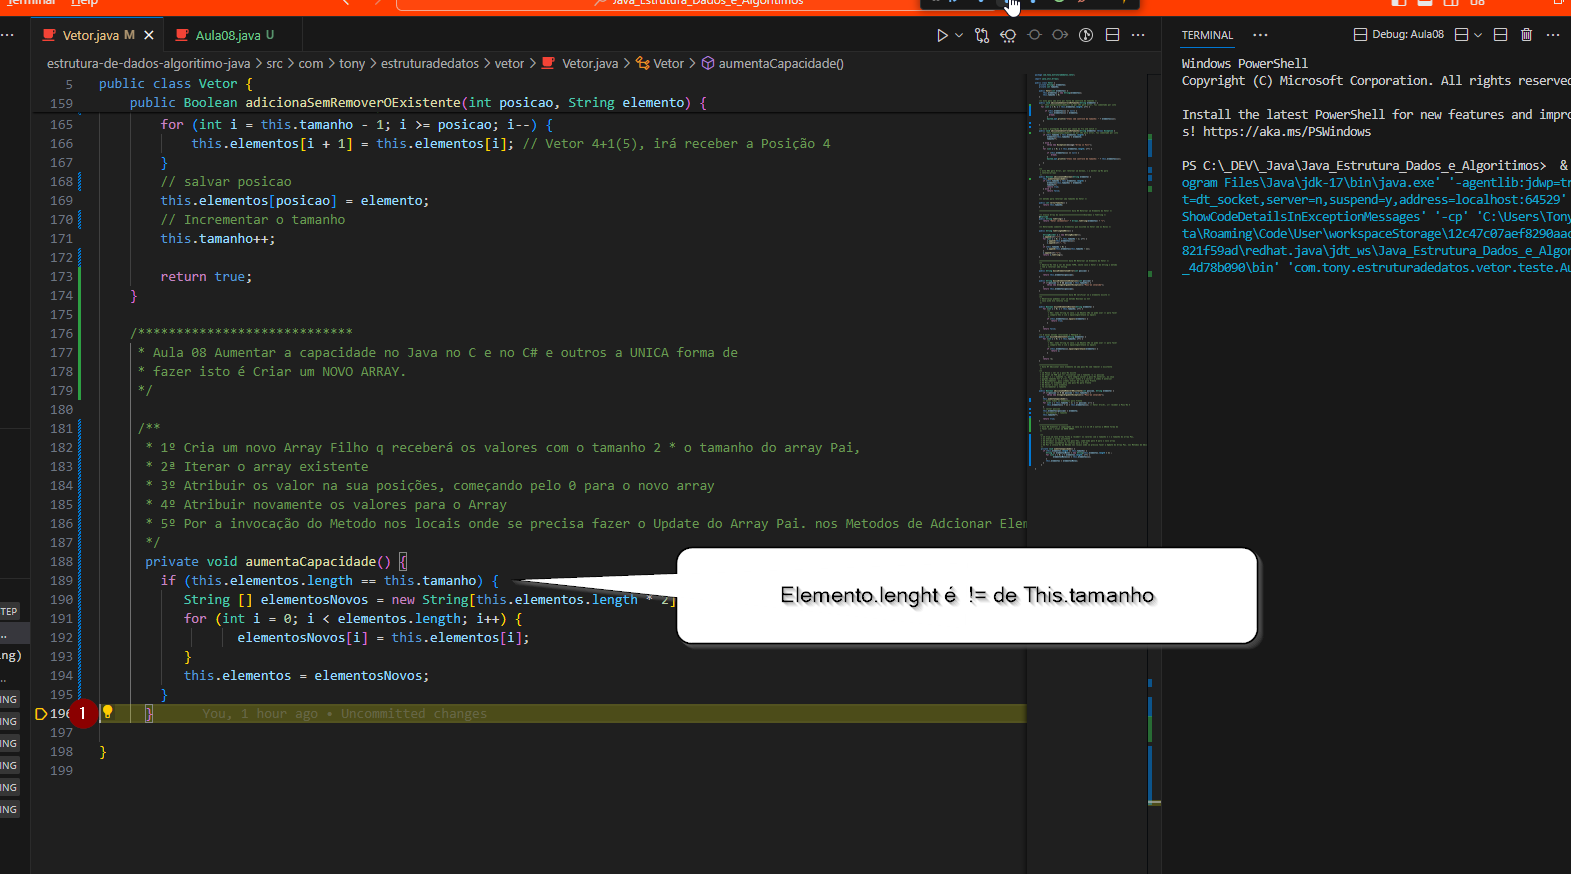 Terminal Help
Java_Estrutura_Dados_e_Algoritimos
Vetor.java M
Aula08.java U
estrutura-de-dados-algoritimo-java > src > com > tony > estruturadedatos > vetor > Vetor.java > Vetor > aumentaCapacidade()
5 public class Vetor {
159 public Boolean adicionaSemRemoverOExistente(int posicao, String elemento) {
165 for (int i = this.tamanho - 1; i >= posicao; i--) {
166 this.elementos[i + 1] = this.elementos[i]; // Vetor 4+1(5), irá receber a Posição 4
167 }
168 // salvar posicao
169 this.elementos[posicao] = elemento;
170 // Incrementar o tamanho
171 this.tamanho++;
172
173 return true;
174 }
175
176 /****************************
177 * Aula 08 Aumentar a capacidade no Java no C e no C# e outros a UNICA forma de
178 * fazer isto é Criar um NOVO ARRAY.
179 */
180
181 /**
182 * 1º Cria um novo Array Filho q receberá os valores com o tamanho 2 * o tamanho do array Pai,
183 * 2ª Iterar o array existente
184 * 3º Atribuir os valor na sua posições, começando pelo 0 para o novo array
185 * 4º Atribuir novamente os valores para o Array
186 * 5º Por a invocação do Metodo nos locais onde se precisa fazer o Update do Array Pai. nos Metodos de Adcionar Elem
187 */
188 private void aumentaCapacidade() {
189 if (this.elementos.length == this.tamanho) {
190 String [] elementosNovos = new String[this.elementos.length * 2]
191 for (int i = 0; i < elementos.length; i++) {
192 elementosNovos[i] = this.elementos[i];
193 }
194 this.elementos = elementosNovos;
195 }
196 } You, 1 hour ago • Uncommitted changes
1
197
198 }
199
Elemento.lenght é != de This.tamanho
TERMINAL
Debug: Aula08
Windows PowerShell
Copyright (C) Microsoft Corporation. All rights reserve
Install the latest PowerShell for new features and impro
s! https://aka.ms/PSWindows
PS C:\_DEV\_Java\Java_Estrutura_Dados_e_Algoritimos> &
ogram Files\Java\jdk-17\bin\java.exe' '-agentlib:jdwp=tr
t=dt_socket,server=n,suspend=y,address=localhost:64529'
ShowCodeDetailsInExceptionMessages' '-cp' 'C:\Users\Tony
ta\Roaming\Code\User\workspaceStorage\12c47c07aef8290aac
821f59ad\redhat.java\jdt_ws\Java_Estrutura_Dados_e_Algor
_4d78b090\bin' 'com.tony.estruturadedatos.vetor.teste.Au
TEP
...
ng)
...
NG
NG
NG
NG
NG
NG